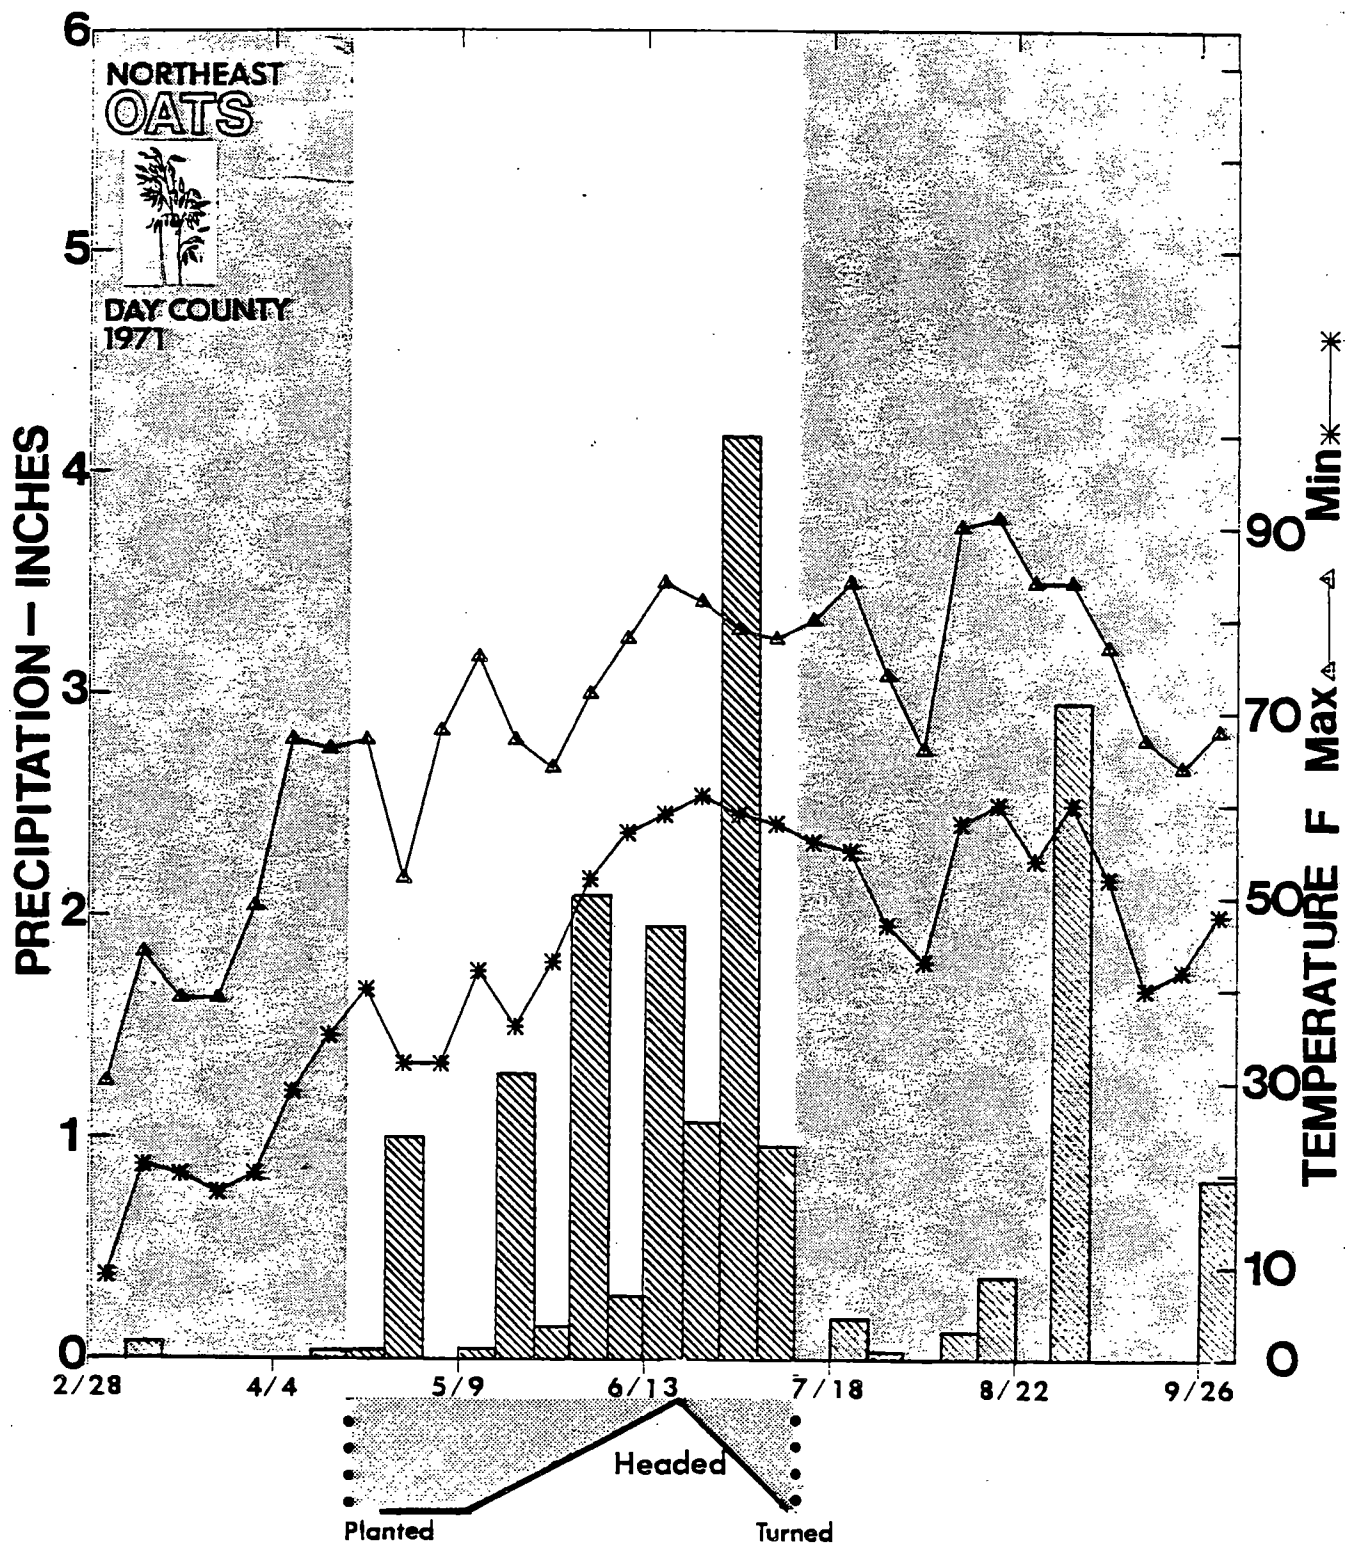 NORTHEAST
OATS
DAY COUNTY
1971
PRECIPITATION — INCHES
6
5
4
3
2
1
0
2/28 4/4 5/9 6/13 7/18 8/22 9/26
90
70
50
30
10
0
TEMPERATURE F Max Min
Headed
Planted
Turned